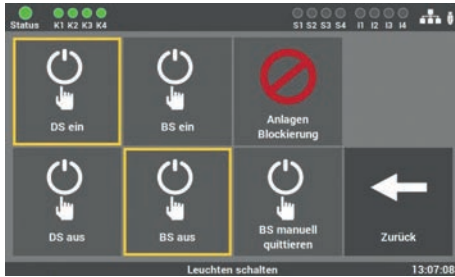 Status K1 K2 K3 K4 S1 S2 S3 S4 I1 I2 I3 I4
DS ein
BS ein
Anlagen
Blockierung
DS aus
BS aus
BS manuell
quittieren
Zurück
Leuchten schalten 13:07:08